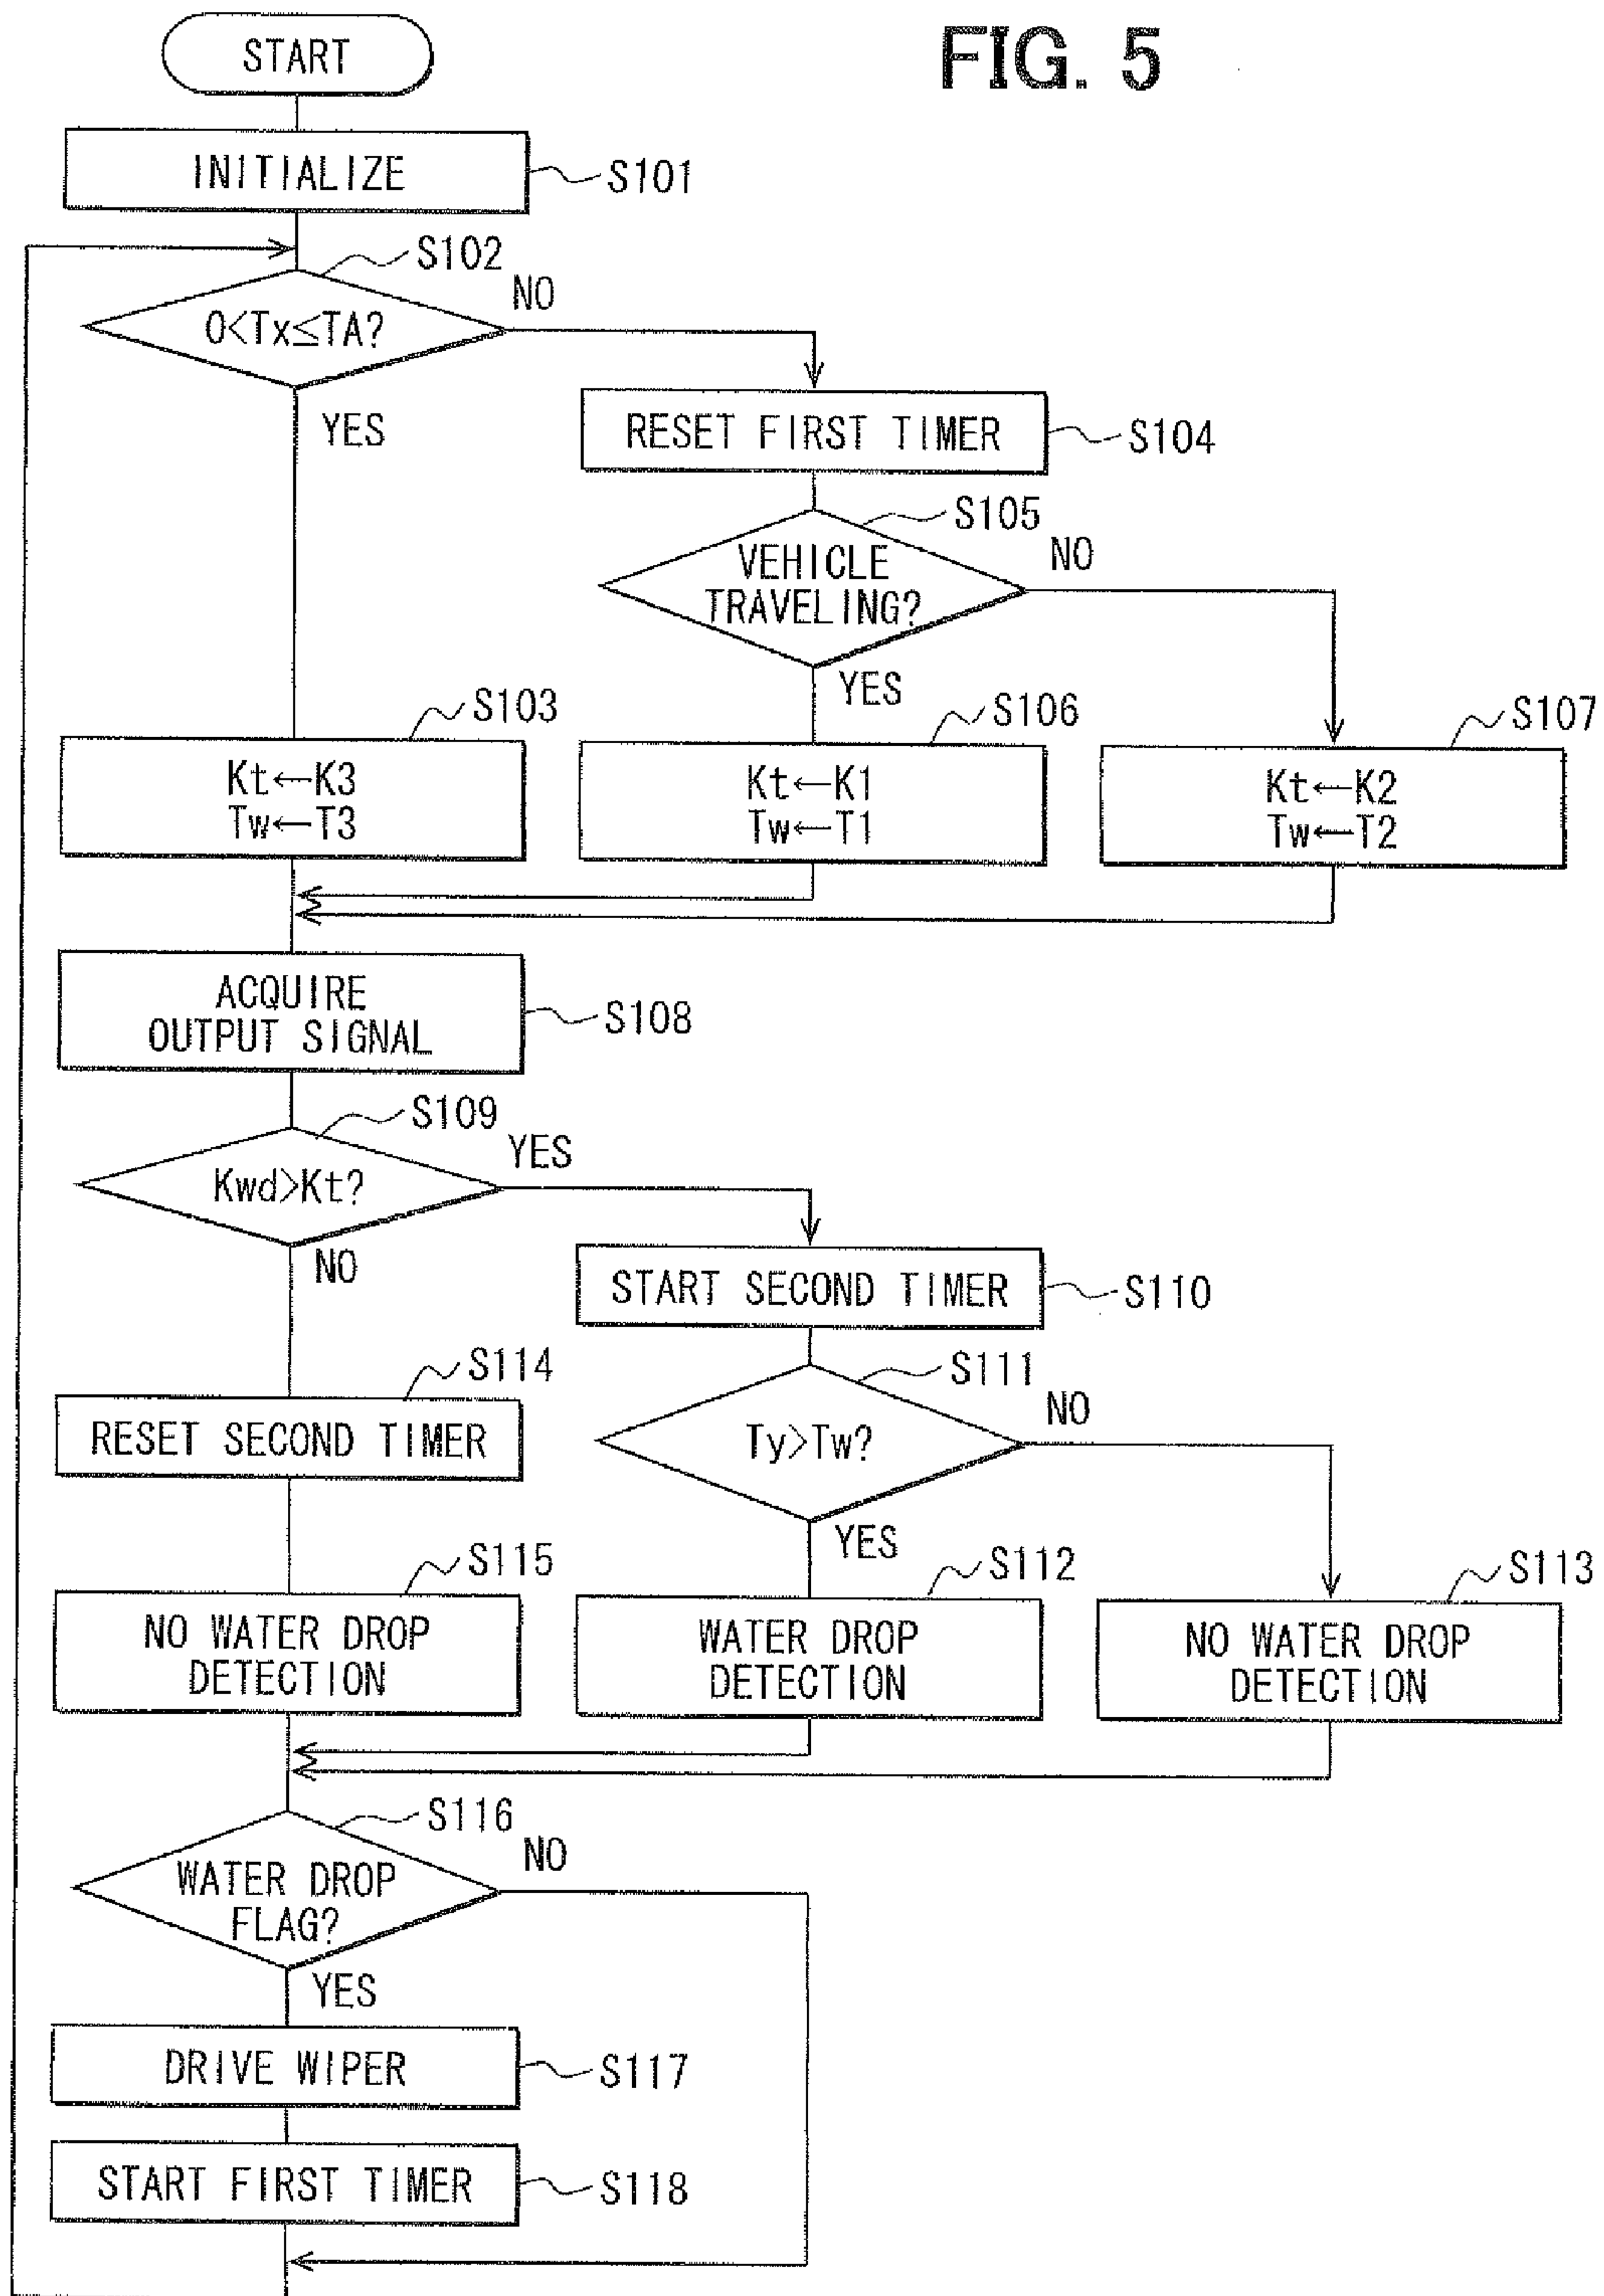 FIG. 5
START
INITIALIZE
S101
S102
0<Tx≤TA?
NO
YES
RESET FIRST TIMER
S104
S105
VEHICLE
TRAVELING?
NO
YES
S103
Kt←K3
Tw←T3
S106
Kt←K1
Tw←T1
S107
Kt←K2
Tw←T2
ACQUIRE
OUTPUT SIGNAL
S108
S109
Kwd>Kt?
YES
NO
START SECOND TIMER
S110
S111
Ty>Tw?
NO
YES
S114
RESET SECOND TIMER
S115
NO WATER DROP
DETECTION
S112
WATER DROP
DETECTION
S113
NO WATER DROP
DETECTION
S116
WATER DROP
FLAG?
NO
YES
DRIVE WIPER
S117
START FIRST TIMER
S118